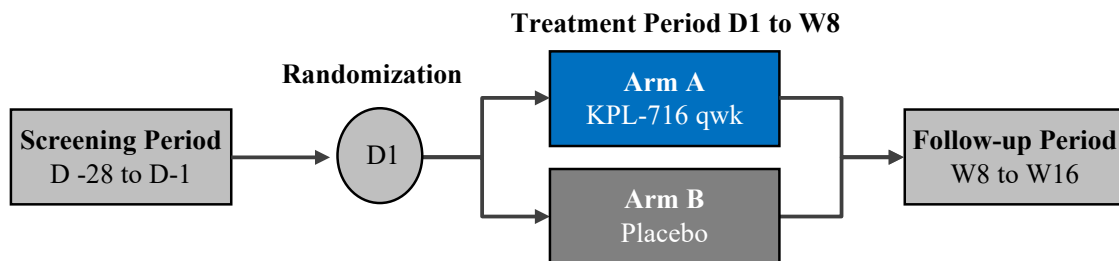 Treatment Period D1 to W8
Randomization
Arm A
KPL-716 qwk
Screening Period
D -28 to D-1
D1
Follow-up Period
W8 to W16
Arm B
Placebo